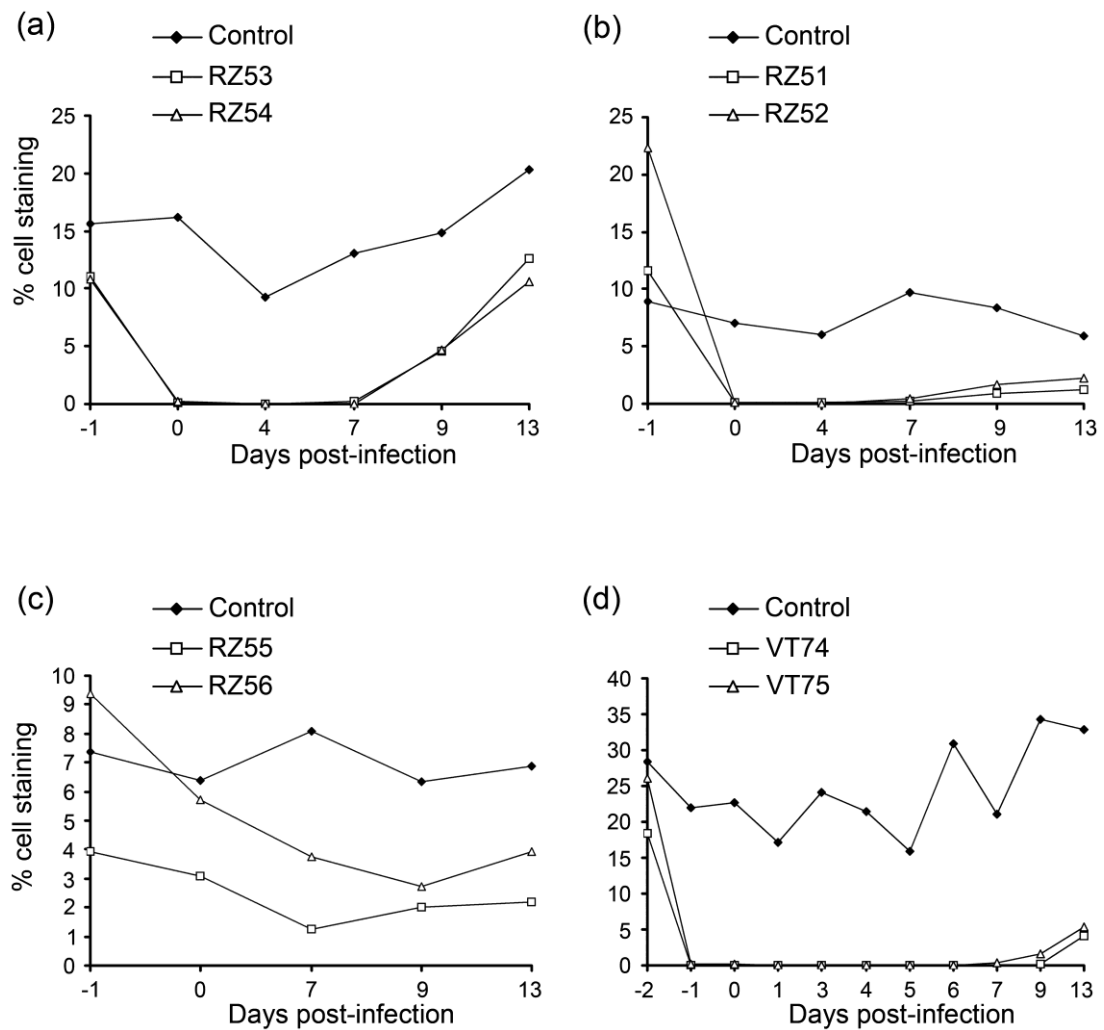 (a)
Control
RZ53
RZ54
% cell staining
25
20
15
10
5
0
-1 0 4 7 9 13
Days post-infection
(b)
Control
RZ51
RZ52
25
20
15
10
5
0
-1 0 4 7 9 13
Days post-infection
(c)
Control
RZ55
RZ56
% cell staining
10
9
8
7
6
5
4
3
2
1
0
-1 0 7 9 13
Days post-infection
(d)
Control
VT74
VT75
40
35
30
25
20
15
10
5
0
-2 -1 0 1 3 4 5 6 7 9 13
Days post-infection